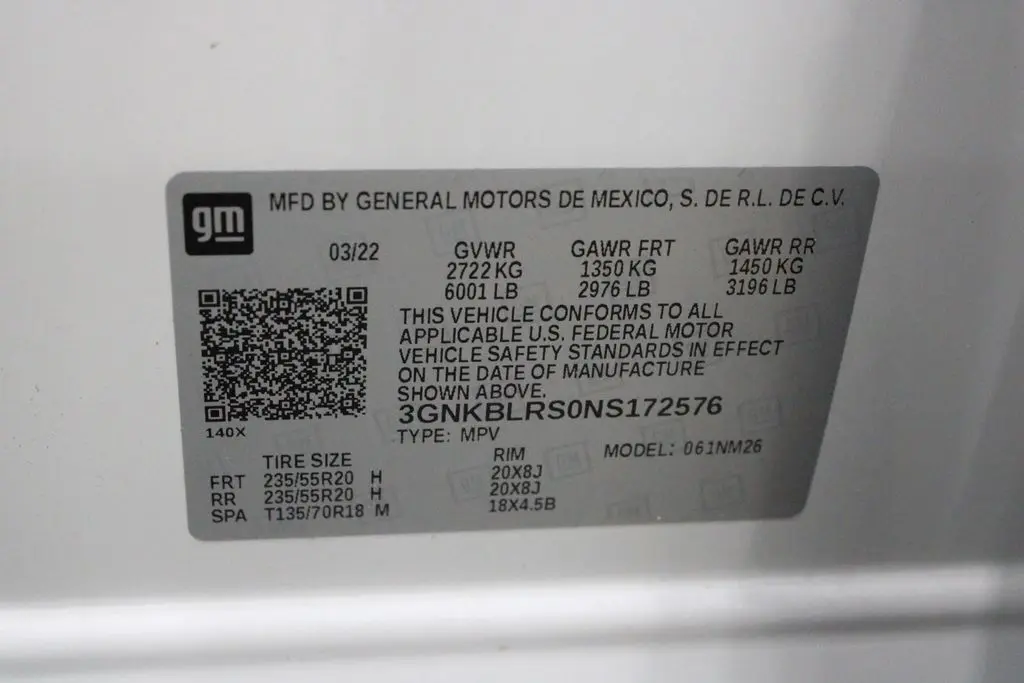 gm
MFD BY GENERAL MOTORS DE MEXICO, S. DE R.L. DE C.V.
03/22 GVWR GAWR FRT GAWR RR
2722 KG 1350 KG 1450 KG
6001 LB 2976 LB 3196 LB
THIS VEHICLE CONFORMS TO ALL
APPLICABLE U.S. FEDERAL MOTOR
VEHICLE SAFETY STANDARDS IN EFFECT
ON THE DATE OF MANUFACTURE
SHOWN ABOVE.
3GNKBLRS0NS172576
140X
TYPE: MPV
TIRE SIZE RIM MODEL: 061NM26
FRT 235/55R20 H 20X8J
RR 235/55R20 H 20X8J
SPA T135/70R18 M 18X4.5B